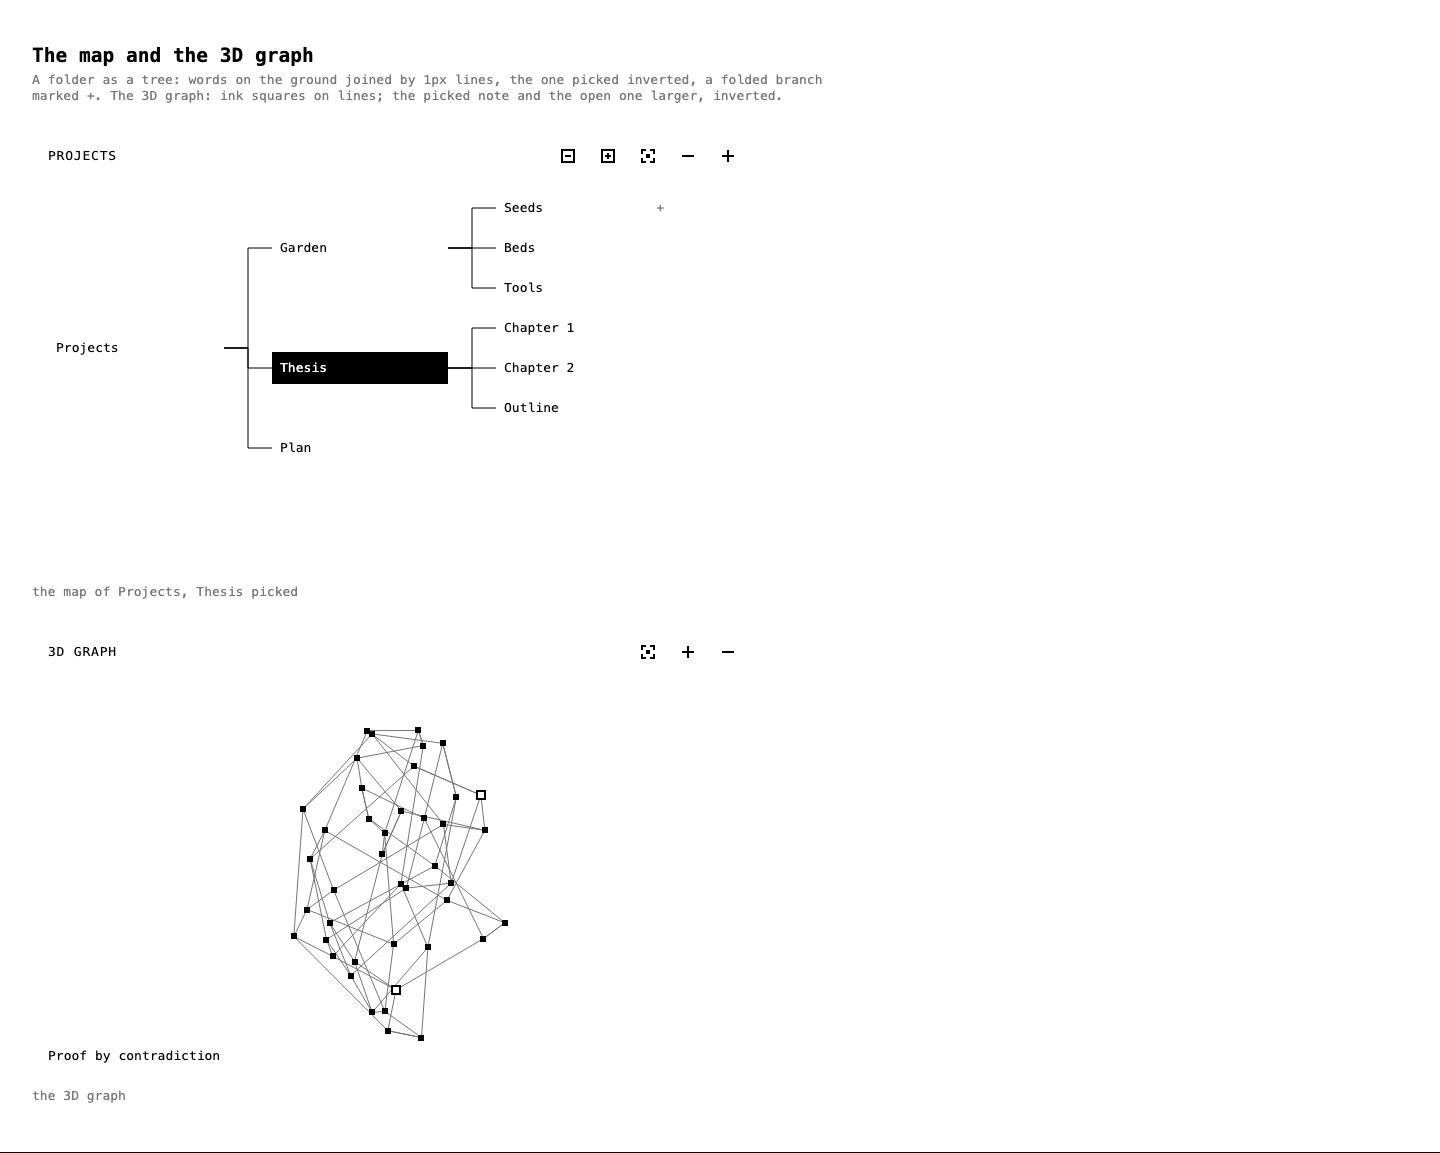 The map and the 3D graph
A folder as a tree: words on the ground joined by 1px lines, the one picked inverted, a folded branch
marked +. The 3D graph: ink squares on lines; the picked note and the open one larger, inverted.
PROJECTS
Seeds +
Garden
Beds
Tools
Chapter 1
Projects
Thesis
Chapter 2
Outline
Plan
the map of Projects, Thesis picked
3D GRAPH
Proof by contradiction
the 3D graph